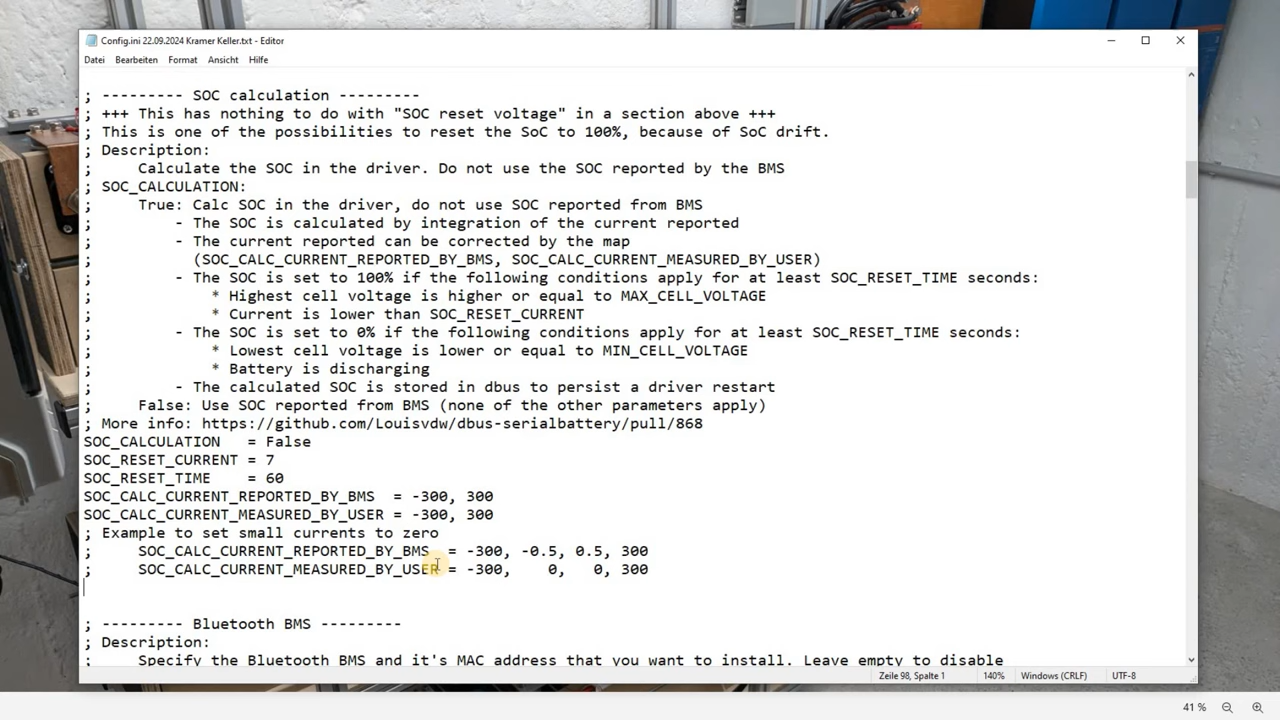 Config.ini 22.09.2024 Kramer Keller.txt - Editor
Datei Bearbeiten Format Ansicht Hilfe
; --------- SOC calculation ---------
; +++ This has nothing to do with "SOC reset voltage" in a section above +++
; This is one of the possibilities to reset the SoC to 100%, because of SoC drift.
; Description:
;     Calculate the SOC in the driver. Do not use the SOC reported by the BMS
; SOC_CALCULATION:
;     True: Calc SOC in the driver, do not use SOC reported from BMS
;         - The SOC is calculated by integration of the current reported
;         - The current reported can be corrected by the map
;           (SOC_CALC_CURRENT_REPORTED_BY_BMS, SOC_CALC_CURRENT_MEASURED_BY_USER)
;         - The SOC is set to 100% if the following conditions apply for at least SOC_RESET_TIME seconds:
;             * Highest cell voltage is higher or equal to MAX_CELL_VOLTAGE
;             * Current is lower than SOC_RESET_CURRENT
;         - The SOC is set to 0% if the following conditions apply for at least SOC_RESET_TIME seconds:
;             * Lowest cell voltage is lower or equal to MIN_CELL_VOLTAGE
;             * Battery is discharging
;         - The calculated SOC is stored in dbus to persist a driver restart
;     False: Use SOC reported from BMS (none of the other parameters apply)
; More info: https://github.com/Louisvdw/dbus-serialbattery/pull/868
SOC_CALCULATION   = False
SOC_RESET_CURRENT = 7
SOC_RESET_TIME    = 60
SOC_CALC_CURRENT_REPORTED_BY_BMS  = -300, 300
SOC_CALC_CURRENT_MEASURED_BY_USER = -300, 300
; Example to set small currents to zero
;     SOC_CALC_CURRENT_REPORTED_BY_BMS  = -300, -0.5, 0.5, 300
;     SOC_CALC_CURRENT_MEASURED_BY_USER = -300,    0,   0, 300
; --------- Bluetooth BMS ---------
; Description:
;     Specify the Bluetooth BMS and it's MAC address that you want to install. Leave empty to disable
Zeile 98, Spalte 1 140% Windows (CRLF) UTF-8
41 %